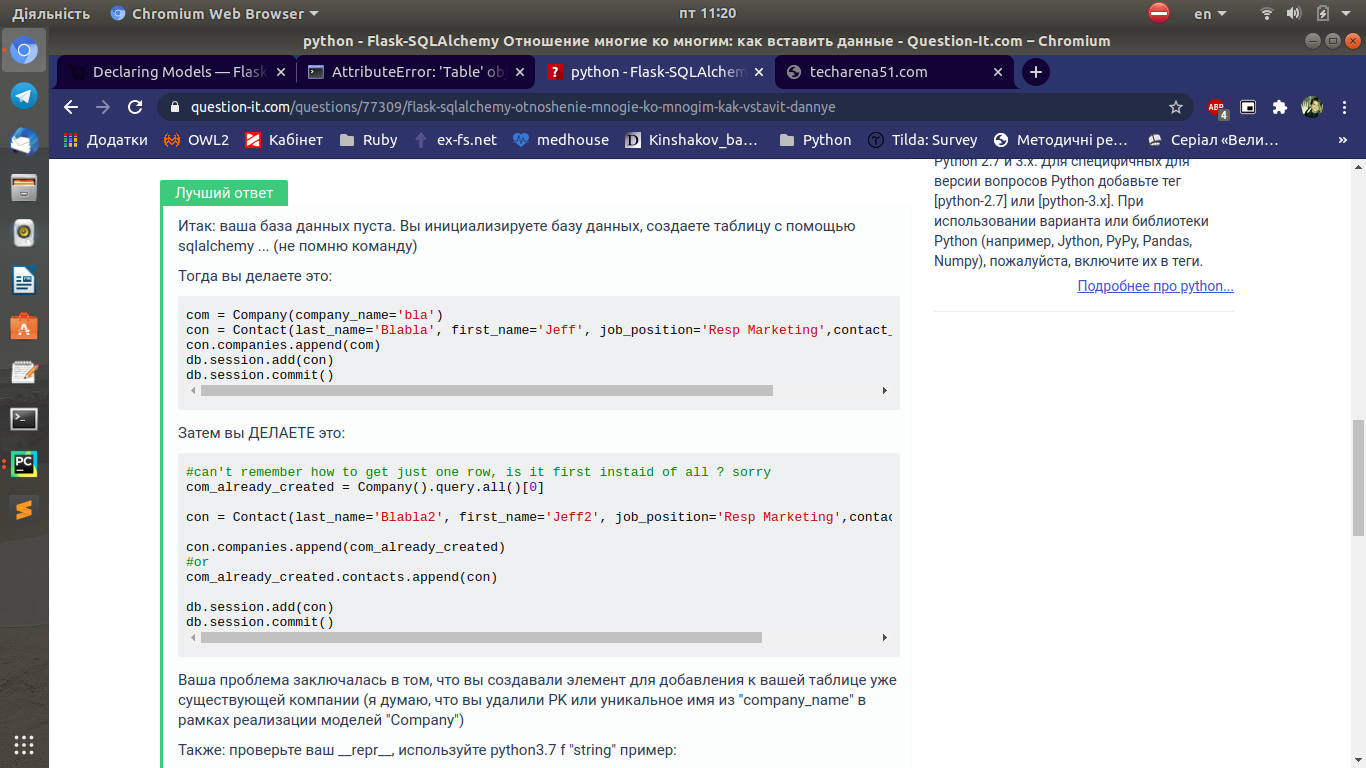 Діяльність
Chromium Web Browser
пт 11:20
en
python - Flask-SQLAlchemy Отношение многие ко многим: как вставить данные - Question-It.com – Chromium
Declaring Models — Flask
AttributeError: 'Table' ob
python - Flask-SQLAlchem
techarena51.com
question-it.com/questions/77309/flask-sqlalchemy-otnoshenie-mnogie-ko-mnogim-kak-vstavit-dannye
ABP
4
Додатки
OWL2
Кабінет
Ruby
ex-fs.net
medhouse
Kinshakov_ba...
Python
Tilda: Survey
Методичні ре...
Серіал «Вели...
»
Лучший ответ
Итак: ваша база данных пуста. Вы инициализируете базу данных, создаете таблицу с помощью
sqlalchemy ... (не помню команду)
Тогда вы делаете это:
com = Company(company_name='bla')
con = Contact(last_name='Blabla', first_name='Jeff', job_position='Resp Marketing',contact_
con.companies.append(com)
db.session.add(con)
db.session.commit()
Затем вы ДЕЛАЕТЕ это:
#can't remember how to get just one row, is it first instaid of all ? sorry
com_already_created = Company().query.all()[0]
con = Contact(last_name='Blabla2', first_name='Jeff2', job_position='Resp Marketing',contac
con.companies.append(com_already_created)
#or
com_already_created.contacts.append(con)
db.session.add(con)
db.session.commit()
Ваша проблема заключалась в том, что вы создавали элемент для добавления к вашей таблице уже
существующей компании (я думаю, что вы удалили PK или уникальное имя из "company_name" в
рамках реализации моделей "Company")
Также: проверьте ваш __repr__, используйте python3.7 f "string" пример:
Python 2.7 и 3.x. Для специфичных для
версии вопросов Python добавьте тег
[python-2.7] или [python-3.x]. При
использовании варианта или библиотеки
Python (например, Jython, PyPy, Pandas,
Numpy), пожалуйста, включите их в теги.
Подробнее про python...